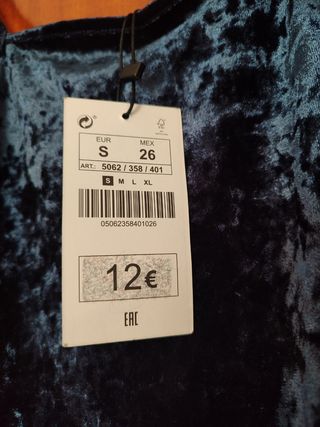 EUR MEX
S 26
ART.: 5062 / 358 / 401
S M L XL
05062358401026
12€
EAC